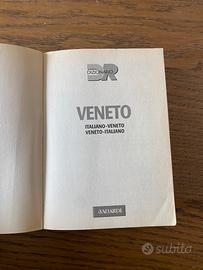 DIZIONARIO
BR
VENETO
ITALIANO-VENETO
VENETO-ITALIANO
A.VALLARDI
subito